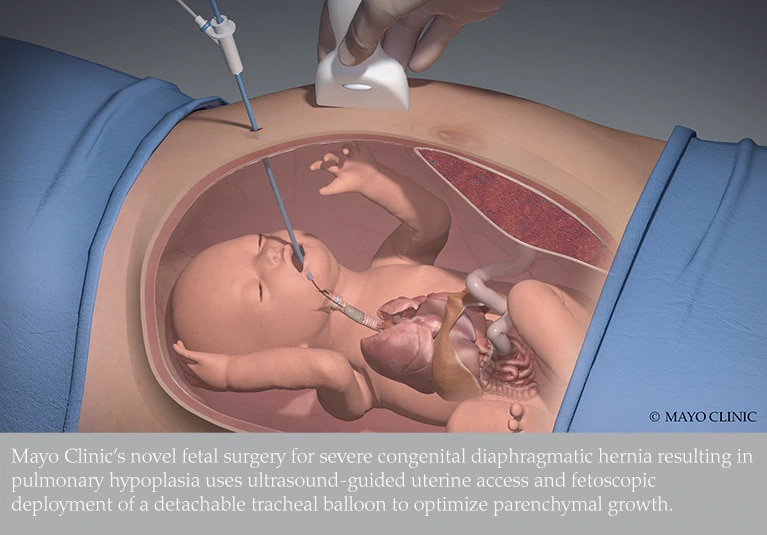 © MAYO CLINIC
Mayo Clinic's novel fetal surgery for severe congenital diaphragmatic hernia resulting in
pulmonary hypoplasia uses ultrasound-guided uterine access and fetoscopic
deployment of a detachable tracheal balloon to optimize parenchymal growth.